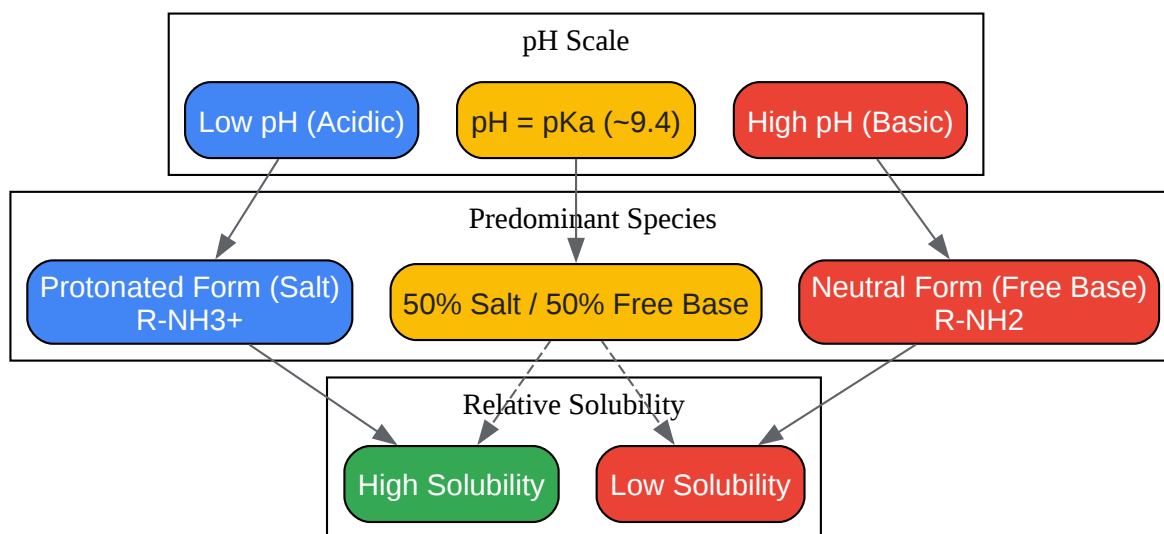 pH Scale
Low pH (Acidic)
pH = pKa (~9.4)
High pH (Basic)
Predominant Species
Protonated Form (Salt)
R-NH3+
50% Salt / 50% Free Base
Neutral Form (Free Base)
R-NH2
Relative Solubility
High Solubility
Low Solubility